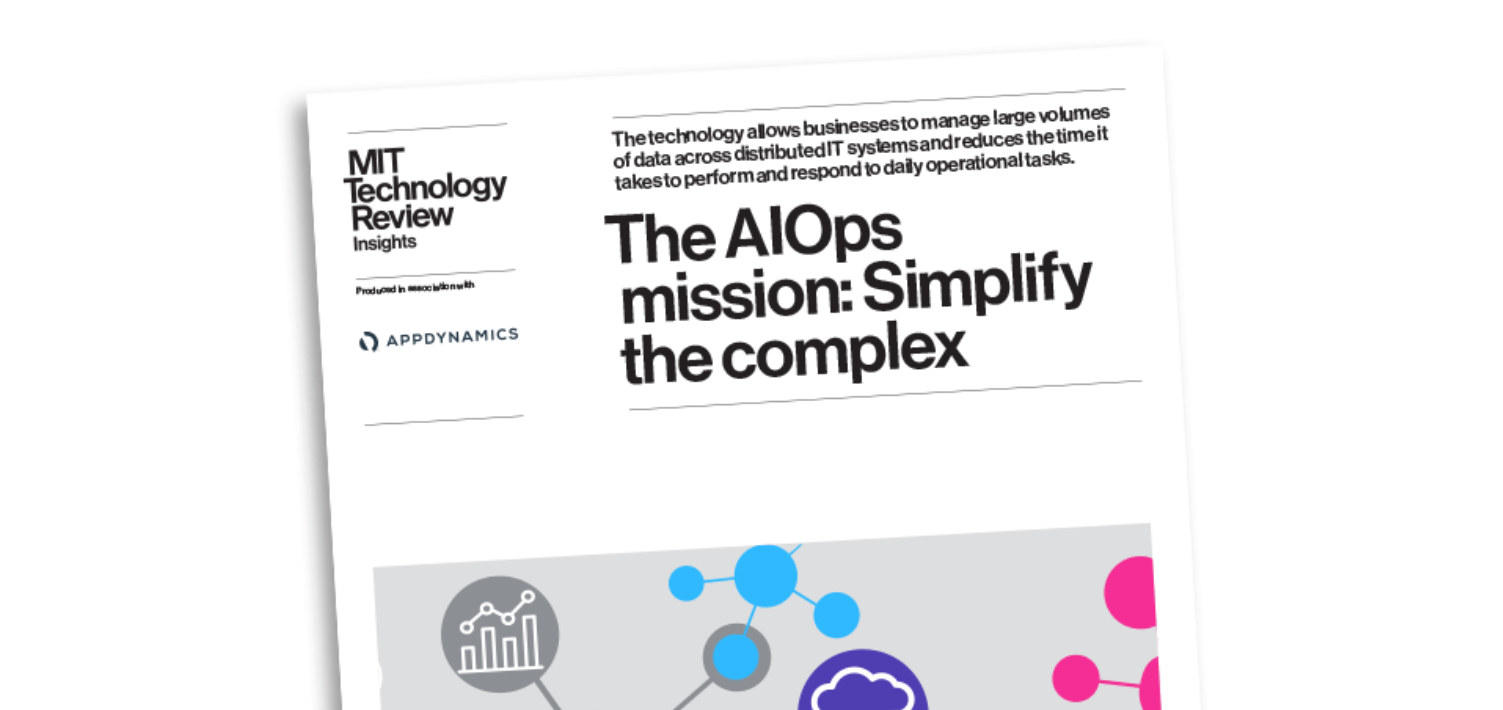 MIT
Technology
Review
Insights
Produced in association with
APPDYNAMICS
The technology allows businesses to manage large volumes
of data across distributed IT systems and reduces the time it
takes to perform and respond to daily operational tasks.
The AIOps
mission: Simplify
the complex